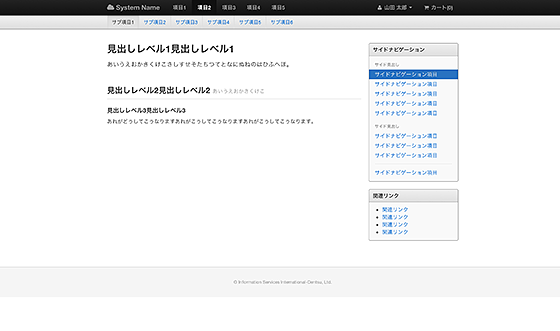 System Name 項目1 項目2 項目3 項目4 項目5 山田 太郎 カート(0)
サブ項目1 サブ項目2 サブ項目3 サブ項目4 サブ項目5 サブ項目6
見出しレベル1見出しレベル1
あいうえおかきくけこさしすせそたちつてとなにぬねのはひふへほ。
見出しレベル2見出しレベル2 あいうえおかきくけこ
見出しレベル3見出しレベル3
あれがどうしてこうなりますあれがこうしてこうなりますあれがこうしてこうなります。
サイドナビゲーション
サイド見出し
サイドナビゲーション項目
サイドナビゲーション項目
サイドナビゲーション項目
サイドナビゲーション項目
サイドナビゲーション項目
サイド見出し
サイドナビゲーション項目
サイドナビゲーション項目
サイドナビゲーション項目
サイドナビゲーション項目
関連リンク
関連リンク
関連リンク
関連リンク
関連リンク
© Information Services International-Dentsu, Ltd.